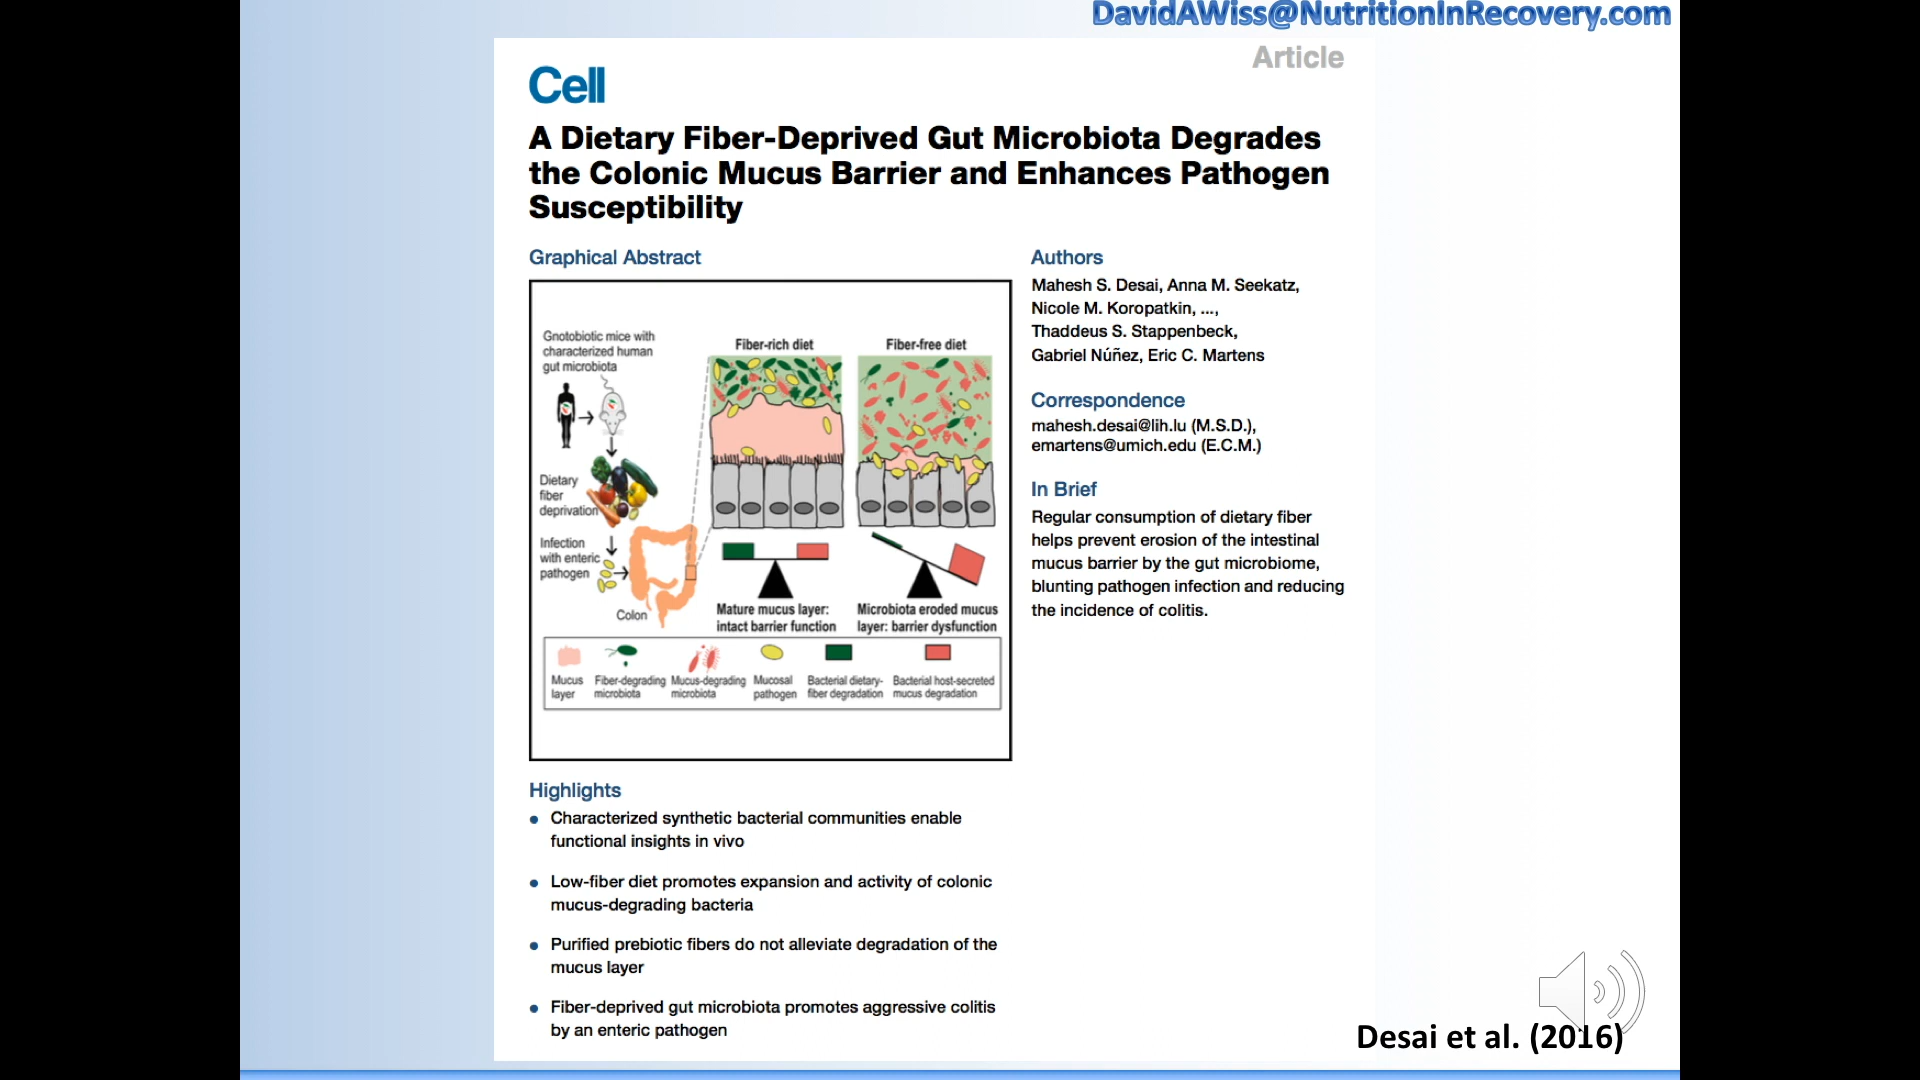 DavidAWiss@NutritionInRecovery.com
Article
Cell
A Dietary Fiber-Deprived Gut Microbiota Degrades
the Colonic Mucus Barrier and Enhances Pathogen
Susceptibility
Graphical Abstract
Gnotobiotic mice with
characterized human
gut microbiota
Dietary
fiber
deprivation
Infection
with enteric
pathogen
Colon
Fiber-rich diet
Fiber-free diet
Mature mucus layer:
intact barrier function
Microbiota eroded mucus
layer: barrier dysfunction
Mucus
layer
Fiber-degrading
microbiota
Mucus-degrading
microbiota
Mucosal
pathogen
Bacterial dietary-
fiber degradation
Bacterial host-secreted
mucus degradation
Authors
Mahesh S. Desai, Anna M. Seekatz,
Nicole M. Koropatkin, ...,
Thaddeus S. Stappenbeck,
Gabriel Núñez, Eric C. Martens
Correspondence
mahesh.desai@lih.lu (M.S.D.),
emartens@umich.edu (E.C.M.)
In Brief
Regular consumption of dietary fiber
helps prevent erosion of the intestinal
mucus barrier by the gut microbiome,
blunting pathogen infection and reducing
the incidence of colitis.
Highlights
• Characterized synthetic bacterial communities enable
functional insights in vivo
• Low-fiber diet promotes expansion and activity of colonic
mucus-degrading bacteria
• Purified prebiotic fibers do not alleviate degradation of the
mucus layer
• Fiber-deprived gut microbiota promotes aggressive colitis
by an enteric pathogen
Desai et al. (2016)